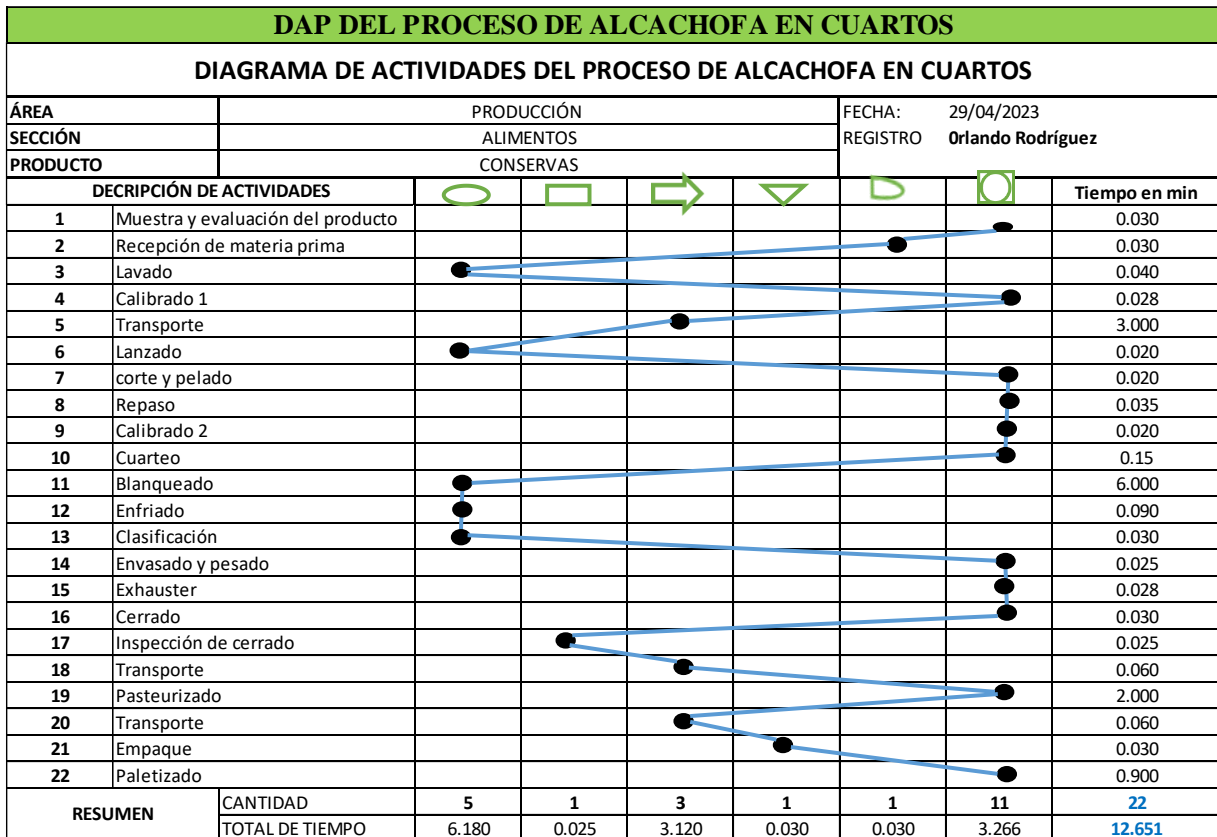 DAP DEL PROCESO DE ALCACHOFA EN CUARTOS
DIAGRAMA DE ACTIVIDADES DEL PROCESO DE ALCACHOFA EN CUARTOS
ÁREA PRODUCCIÓN FECHA: 29/04/2023
SECCIÓN ALIMENTOS REGISTRO 0rlando Rodríguez
PRODUCTO CONSERVAS
DECRIPCIÓN DE ACTIVIDADES Tiempo en min
1 Muestra y evaluación del producto 0.030
2 Recepción de materia prima 0.030
3 Lavado 0.040
4 Calibrado 1 0.028
5 Transporte 3.000
6 Lanzado 0.020
7 corte y pelado 0.020
8 Repaso 0.035
9 Calibrado 2 0.020
10 Cuarteo 0.15
11 Blanqueado 6.000
12 Enfriado 0.090
13 Clasificación 0.030
14 Envasado y pesado 0.025
15 Exhauster 0.028
16 Cerrado 0.030
17 Inspección de cerrado 0.025
18 Transporte 0.060
19 Pasteurizado 2.000
20 Transporte 0.060
21 Empaque 0.030
22 Paletizado 0.900
RESUMEN CANTIDAD 5 1 3 1 1 11 22
TOTAL DE TIEMPO 6.180 0.025 3.120 0.030 0.030 3.266 12.651